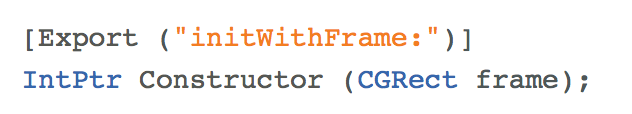 [Export ("initWithFrame:")]
IntPtr Constructor (CGRect frame);